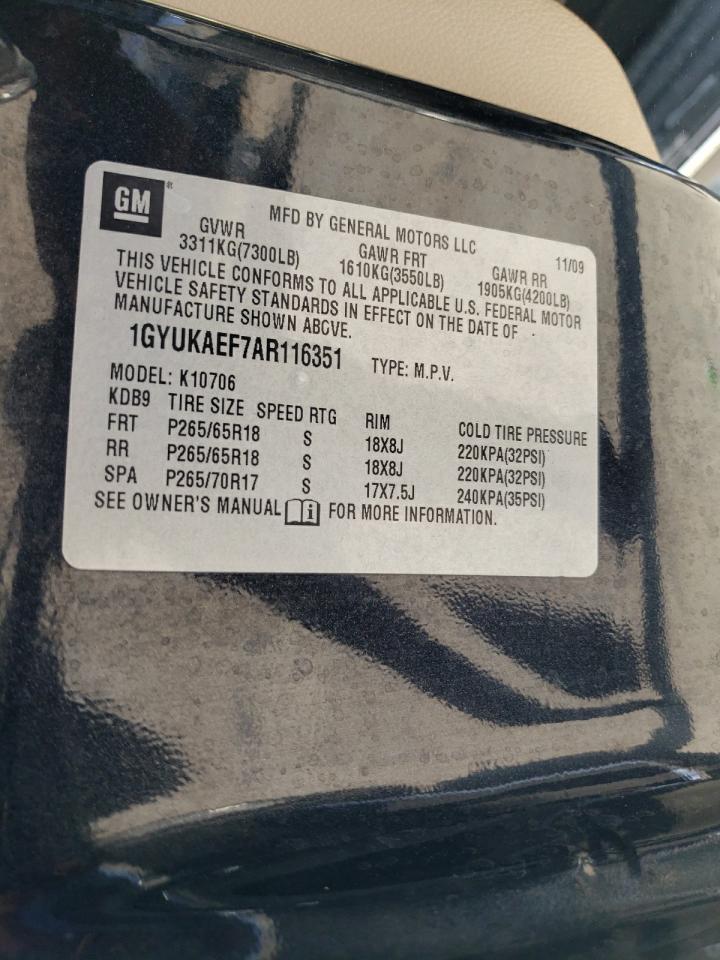 GM ®
MFD BY GENERAL MOTORS LLC
11/09
GVWR GAWR FRT GAWR RR
3311KG(7300LB) 1610KG(3550LB) 1905KG(4200LB)
THIS VEHICLE CONFORMS TO ALL APPLICABLE U.S. FEDERAL MOTOR
VEHICLE SAFETY STANDARDS IN EFFECT ON THE DATE OF
MANUFACTURE SHOWN ABOVE.
1GYUKAEF7AR116351 TYPE: M.P.V.
MODEL: K10706
KDB9 TIRE SIZE SPEED RTG RIM COLD TIRE PRESSURE
FRT P265/65R18 S 18X8J 220KPA(32PSI)
RR P265/65R18 S 18X8J 220KPA(32PSI)
SPA P265/70R17 S 17X7.5J 240KPA(35PSI)
SEE OWNER'S MANUAL i FOR MORE INFORMATION.